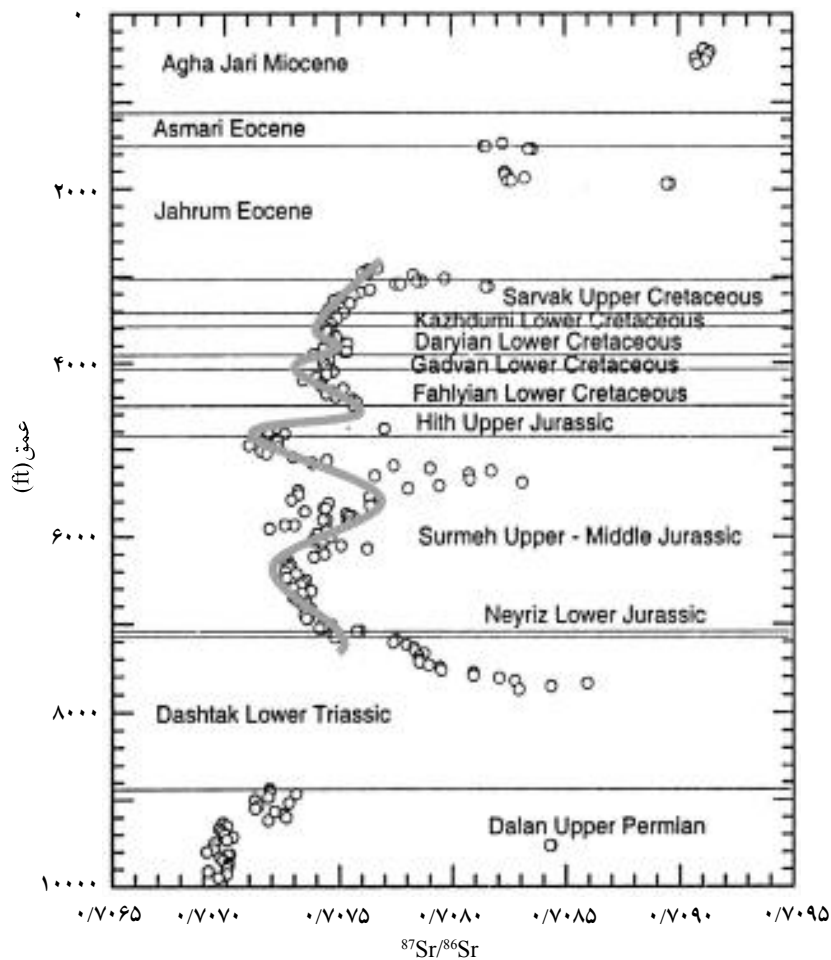 ۰
Agha Jari Miocene
Asmari Eocene
۲۰۰۰
Jahrum Eocene
Sarvak Upper Cretaceous
Kazhdumi Lower Cretaceous
Daryian Lower Cretaceous
۴۰۰۰
Gadvan Lower Cretaceous
Fahlyian Lower Cretaceous
Hith Upper Jurassic
عمق(ft)
۶۰۰۰
Surmeh Upper - Middle Jurassic
Neyriz Lower Jurassic
۸۰۰۰
Dashtak Lower Triassic
Dalan Upper Permian
۱۰۰۰۰
۰/۷۰۶۵ ۰/۷۰۷۰ ۰/۷۰۷۵ ۰/۷۰۸۰ ۰/۷۰۸۵ ۰/۷۰۹۰ ۰/۷۰۹۵
⁸⁷Sr/⁸⁶Sr